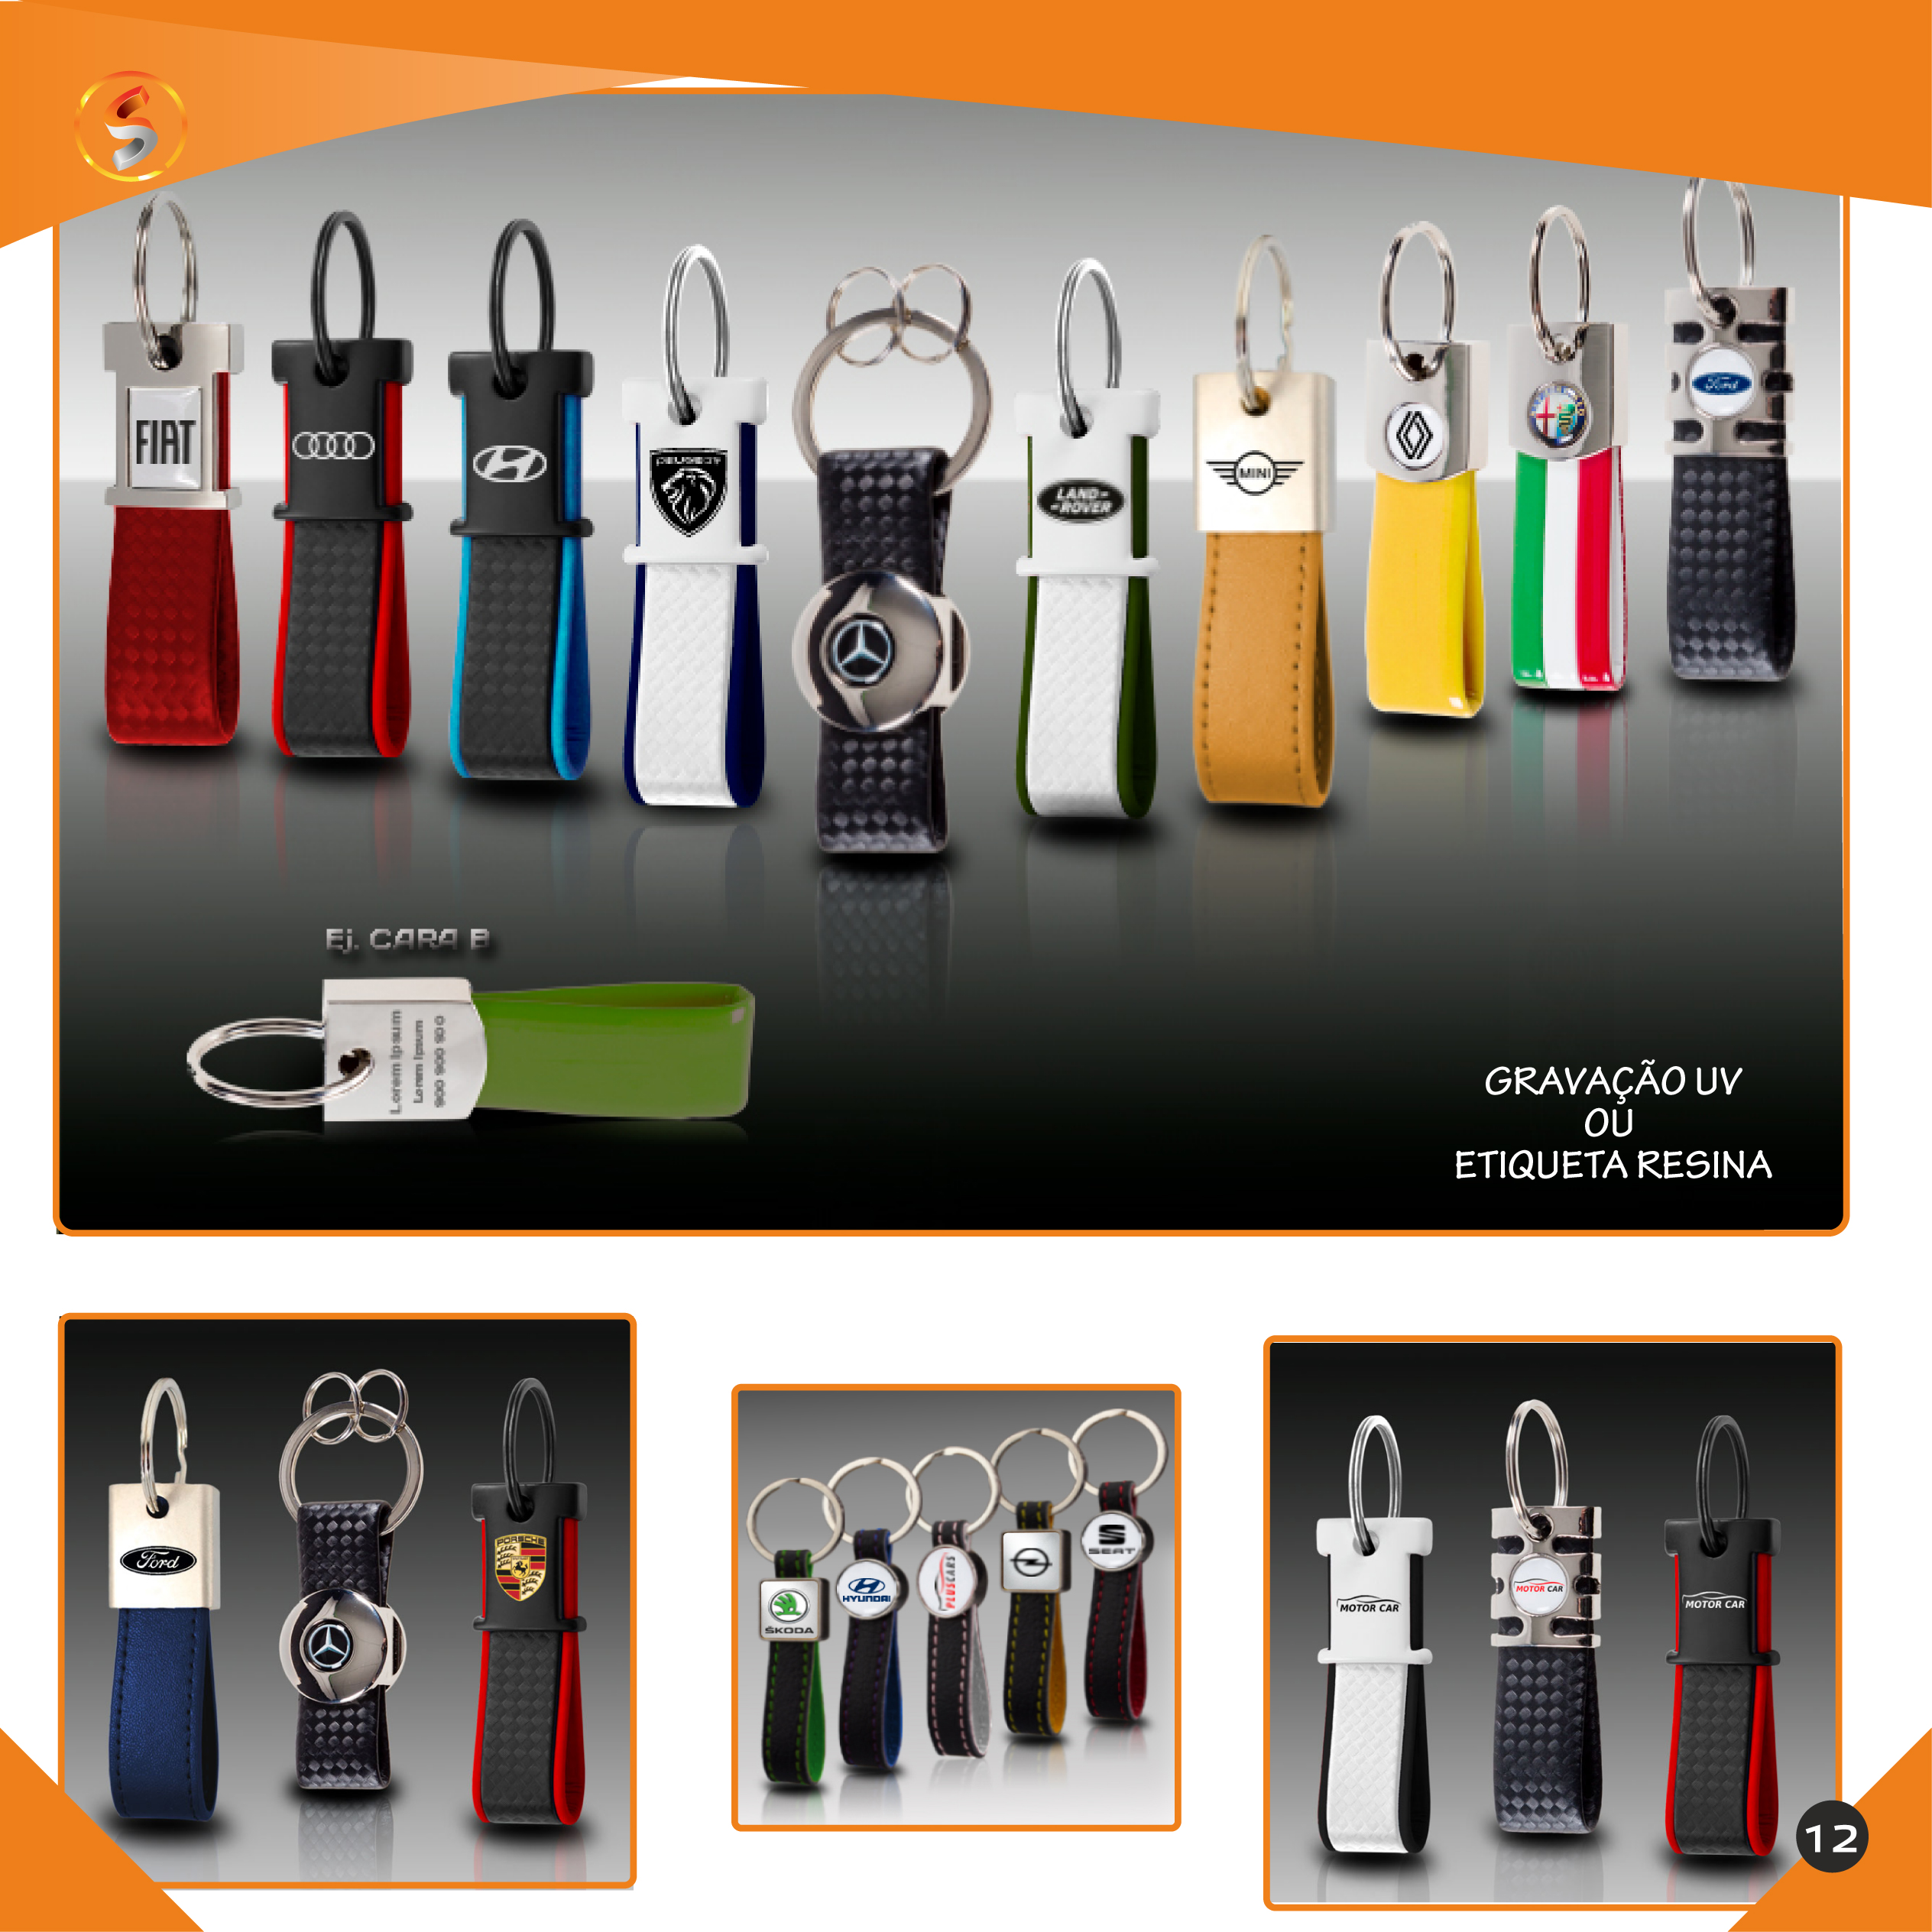 FIAT
PEUGEOT
LAND-
-ROVER
MINI
Ford
Ej. CARA B
Lorem Ipsum
Lorem Ipsum
900 900 900
GRAVAÇÃO UV
OU
ETIQUETA RESINA
Ford
PORSCHE
ŠKODA
HYUNDAI
PLUSCARS
SEAT
MOTOR CAR
MOTOR CAR
MOTOR CAR
12